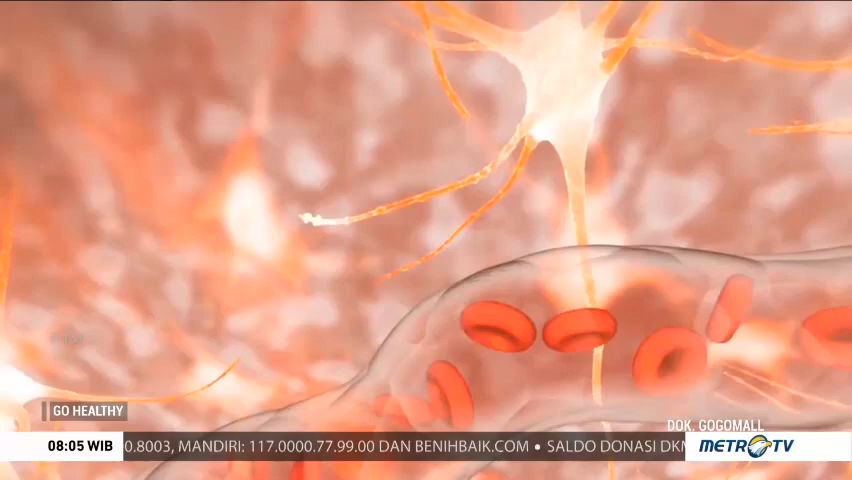 GO HEALTHY
DOK, GOGOMALL
08:05 WIB
0.8003, MANDIRI: 117.0000.77.99.00 DAN BENIHBAIK.COM • SALDO DONASI DKM
METRO TV